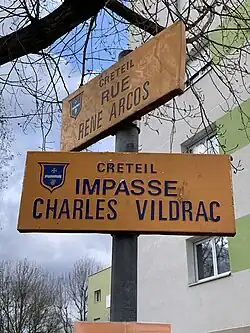 CRETEIL
RUE
RENE ARCOS
CRETEIL
IMPASSE
CHARLES VILDRAC